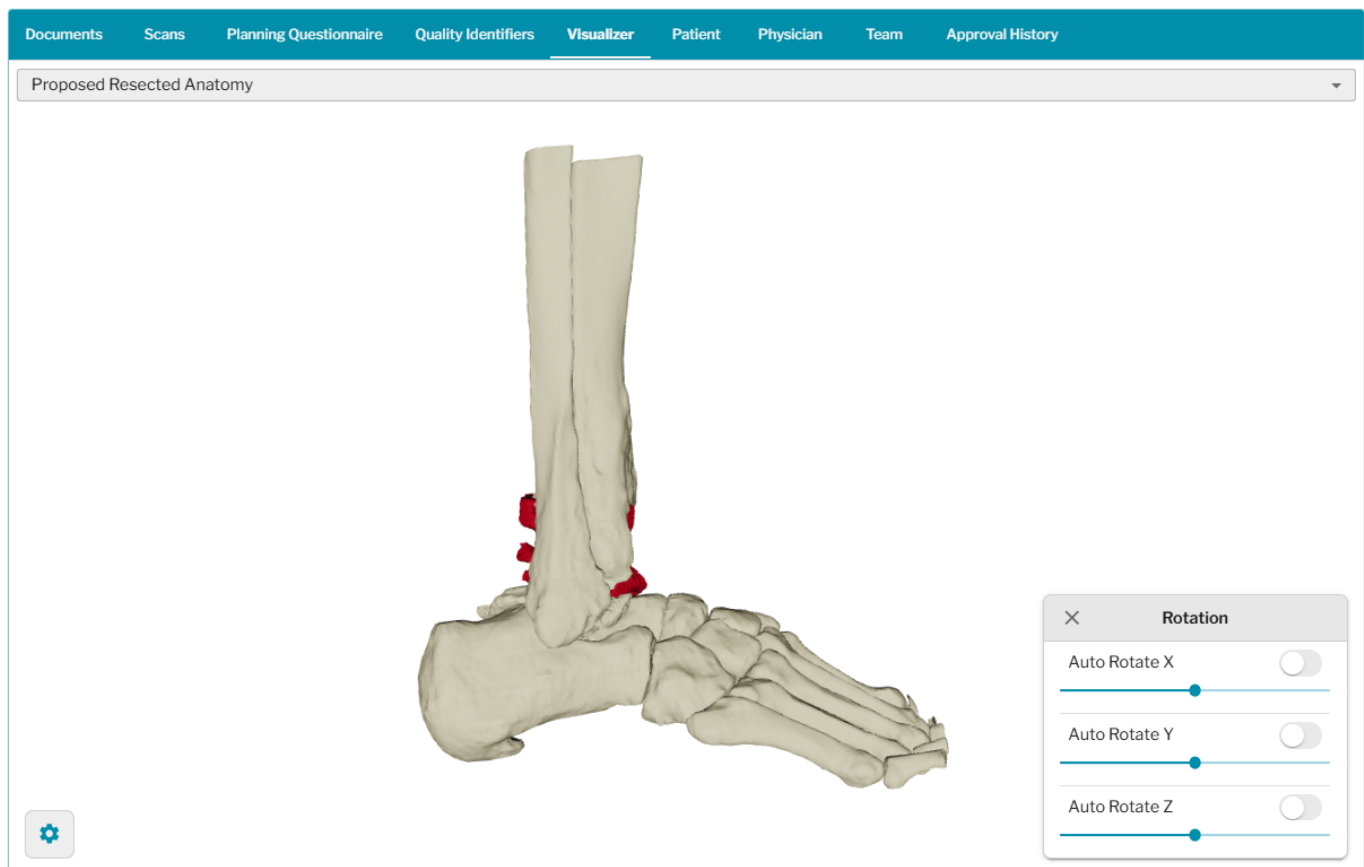 Documents Scans Planning Questionnaire Quality Identifiers Visualizer Patient Physician Team Approval History
Proposed Resected Anatomy
Rotation
Auto Rotate X
Auto Rotate Y
Auto Rotate Z